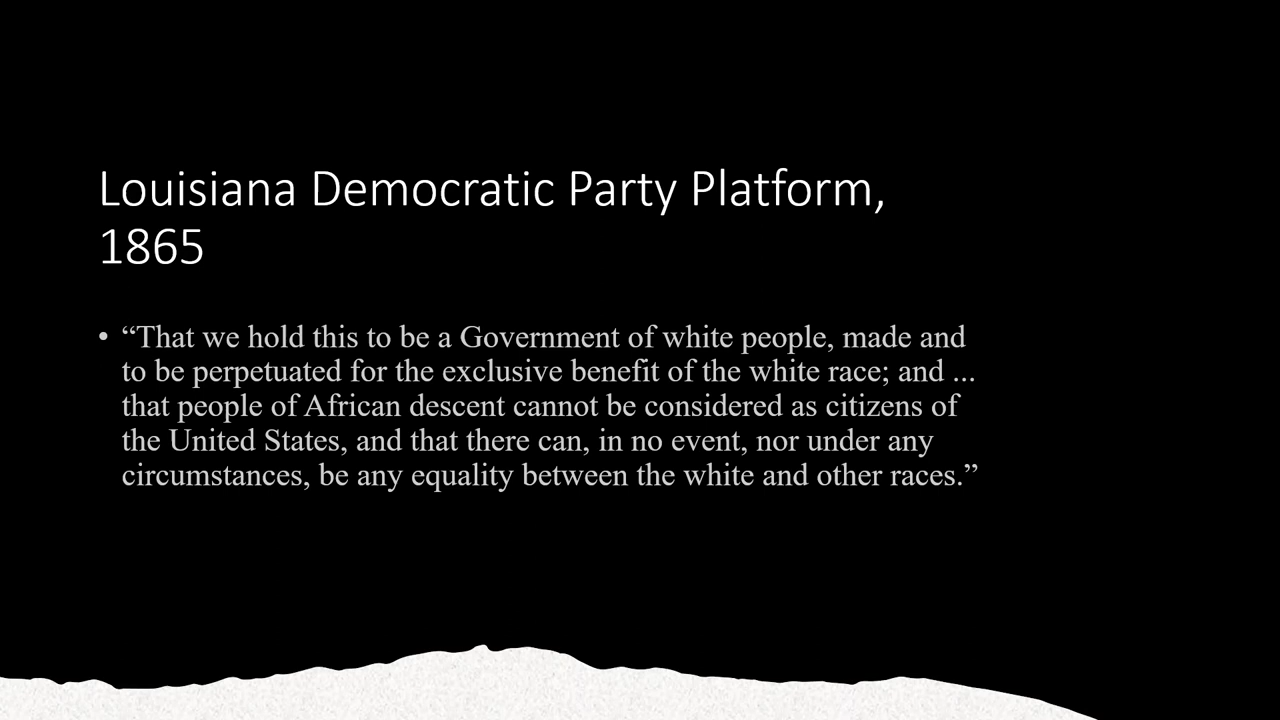 Louisiana Democratic Party Platform,
1865
• “That we hold this to be a Government of white people, made and
to be perpetuated for the exclusive benefit of the white race; and ...
that people of African descent cannot be considered as citizens of
the United States, and that there can, in no event, nor under any
circumstances, be any equality between the white and other races.”